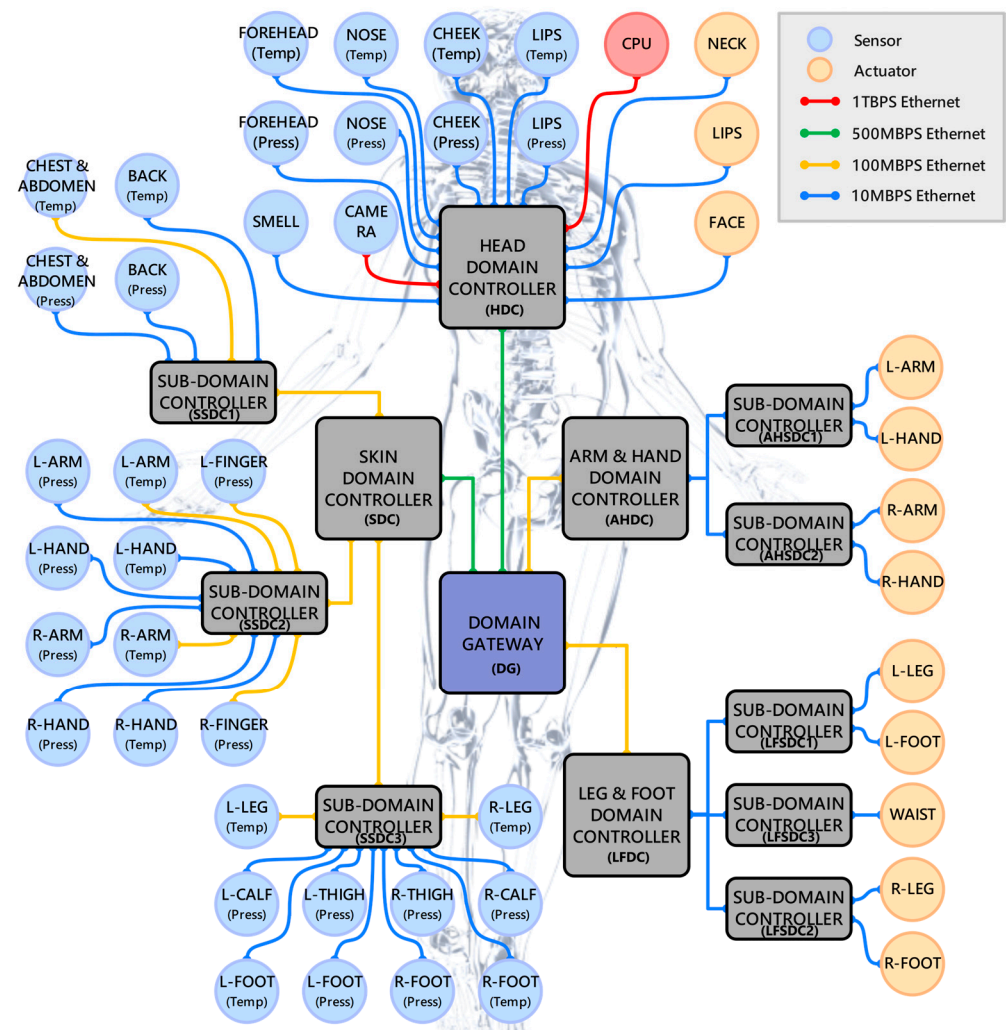 FOREHEAD
(Temp)
NOSE
(Temp)
CHEEK
(Temp)
LIPS
(Temp)
CPU
NECK
Sensor
Actuator
1TBPS Ethernet
500MBPS Ethernet
100MBPS Ethernet
10MBPS Ethernet
FOREHEAD
(Press)
NOSE
(Press)
CHEEK
(Press)
LIPS
(Press)
LIPS
CHEST &
ABDOMEN
(Temp)
BACK
(Temp)
SMELL
CAME
RA
FACE
HEAD
DOMAIN
CONTROLLER
(HDC)
CHEST &
ABDOMEN
(Press)
BACK
(Press)
SUB-DOMAIN
CONTROLLER
(SSDC1)
SKIN
DOMAIN
CONTROLLER
(SDC)
ARM & HAND
DOMAIN
CONTROLLER
(AHDC)
SUB-DOMAIN
CONTROLLER
(AHSDC1)
L-ARM
L-HAND
SUB-DOMAIN
CONTROLLER
(AHSDC2)
R-ARM
R-HAND
L-ARM
(Press)
L-ARM
(Temp)
L-FINGER
(Press)
L-HAND
(Press)
L-HAND
(Temp)
SUB-DOMAIN
CONTROLLER
(SSDC2)
R-ARM
(Press)
R-ARM
(Temp)
R-HAND
(Press)
R-HAND
(Temp)
R-FINGER
(Press)
DOMAIN
GATEWAY
(DG)
LEG & FOOT
DOMAIN
CONTROLLER
(LFDC)
SUB-DOMAIN
CONTROLLER
(LFSDC1)
L-LEG
L-FOOT
SUB-DOMAIN
CONTROLLER
(LFSDC3)
WAIST
SUB-DOMAIN
CONTROLLER
(LFSDC2)
R-LEG
R-FOOT
L-LEG
(Temp)
SUB-DOMAIN
CONTROLLER
(SSDC3)
R-LEG
(Temp)
L-CALF
(Press)
L-THIGH
(Press)
R-THIGH
(Press)
R-CALF
(Press)
L-FOOT
(Temp)
L-FOOT
(Press)
R-FOOT
(Press)
R-FOOT
(Temp)